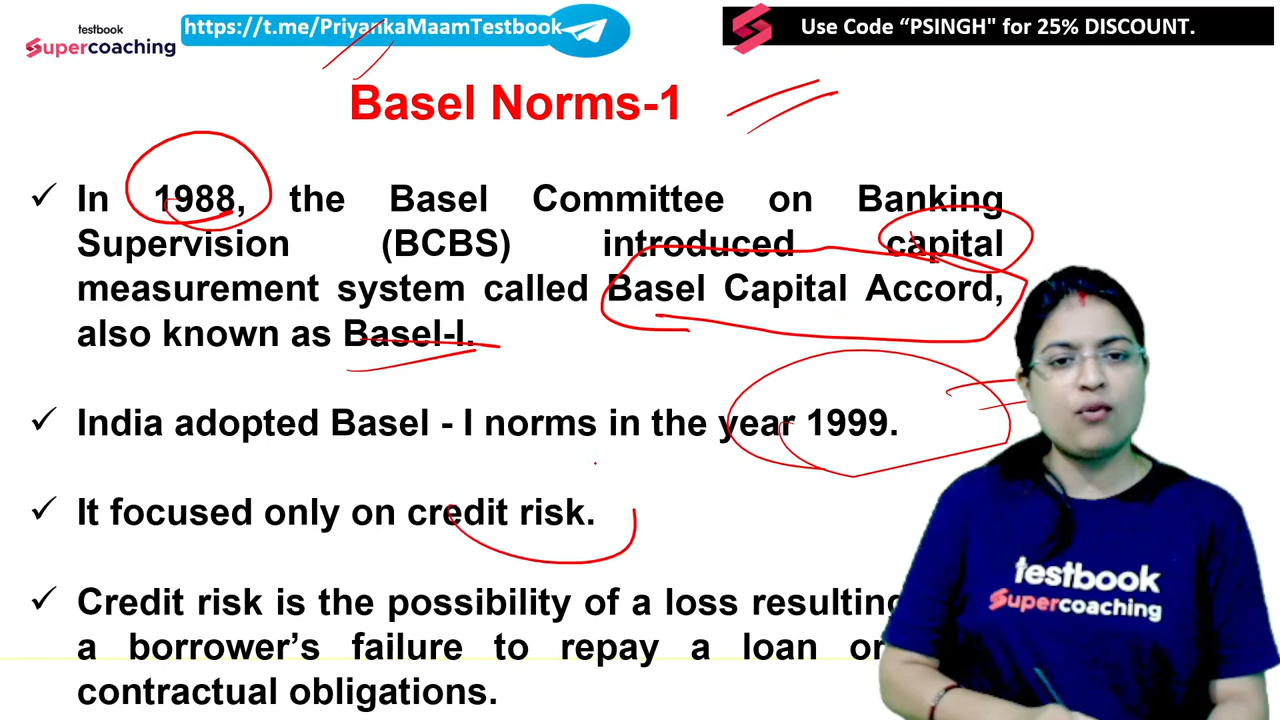 testbook
Supercoaching
https://t.me/PriyankaMaamTestbook
Use Code “PSINGH" for 25% DISCOUNT.
Basel Norms-1
✓ In 1988, the Basel Committee on Banking
Supervision (BCBS) introduced capital
measurement system called Basel Capital Accord,
also known as Basel-I.
✓ India adopted Basel - I norms in the year 1999.
✓ It focused only on credit risk.
✓ Credit risk is the possibility of a loss resulting
a borrower’s failure to repay a loan or
contractual obligations.
testbook
Supercoaching